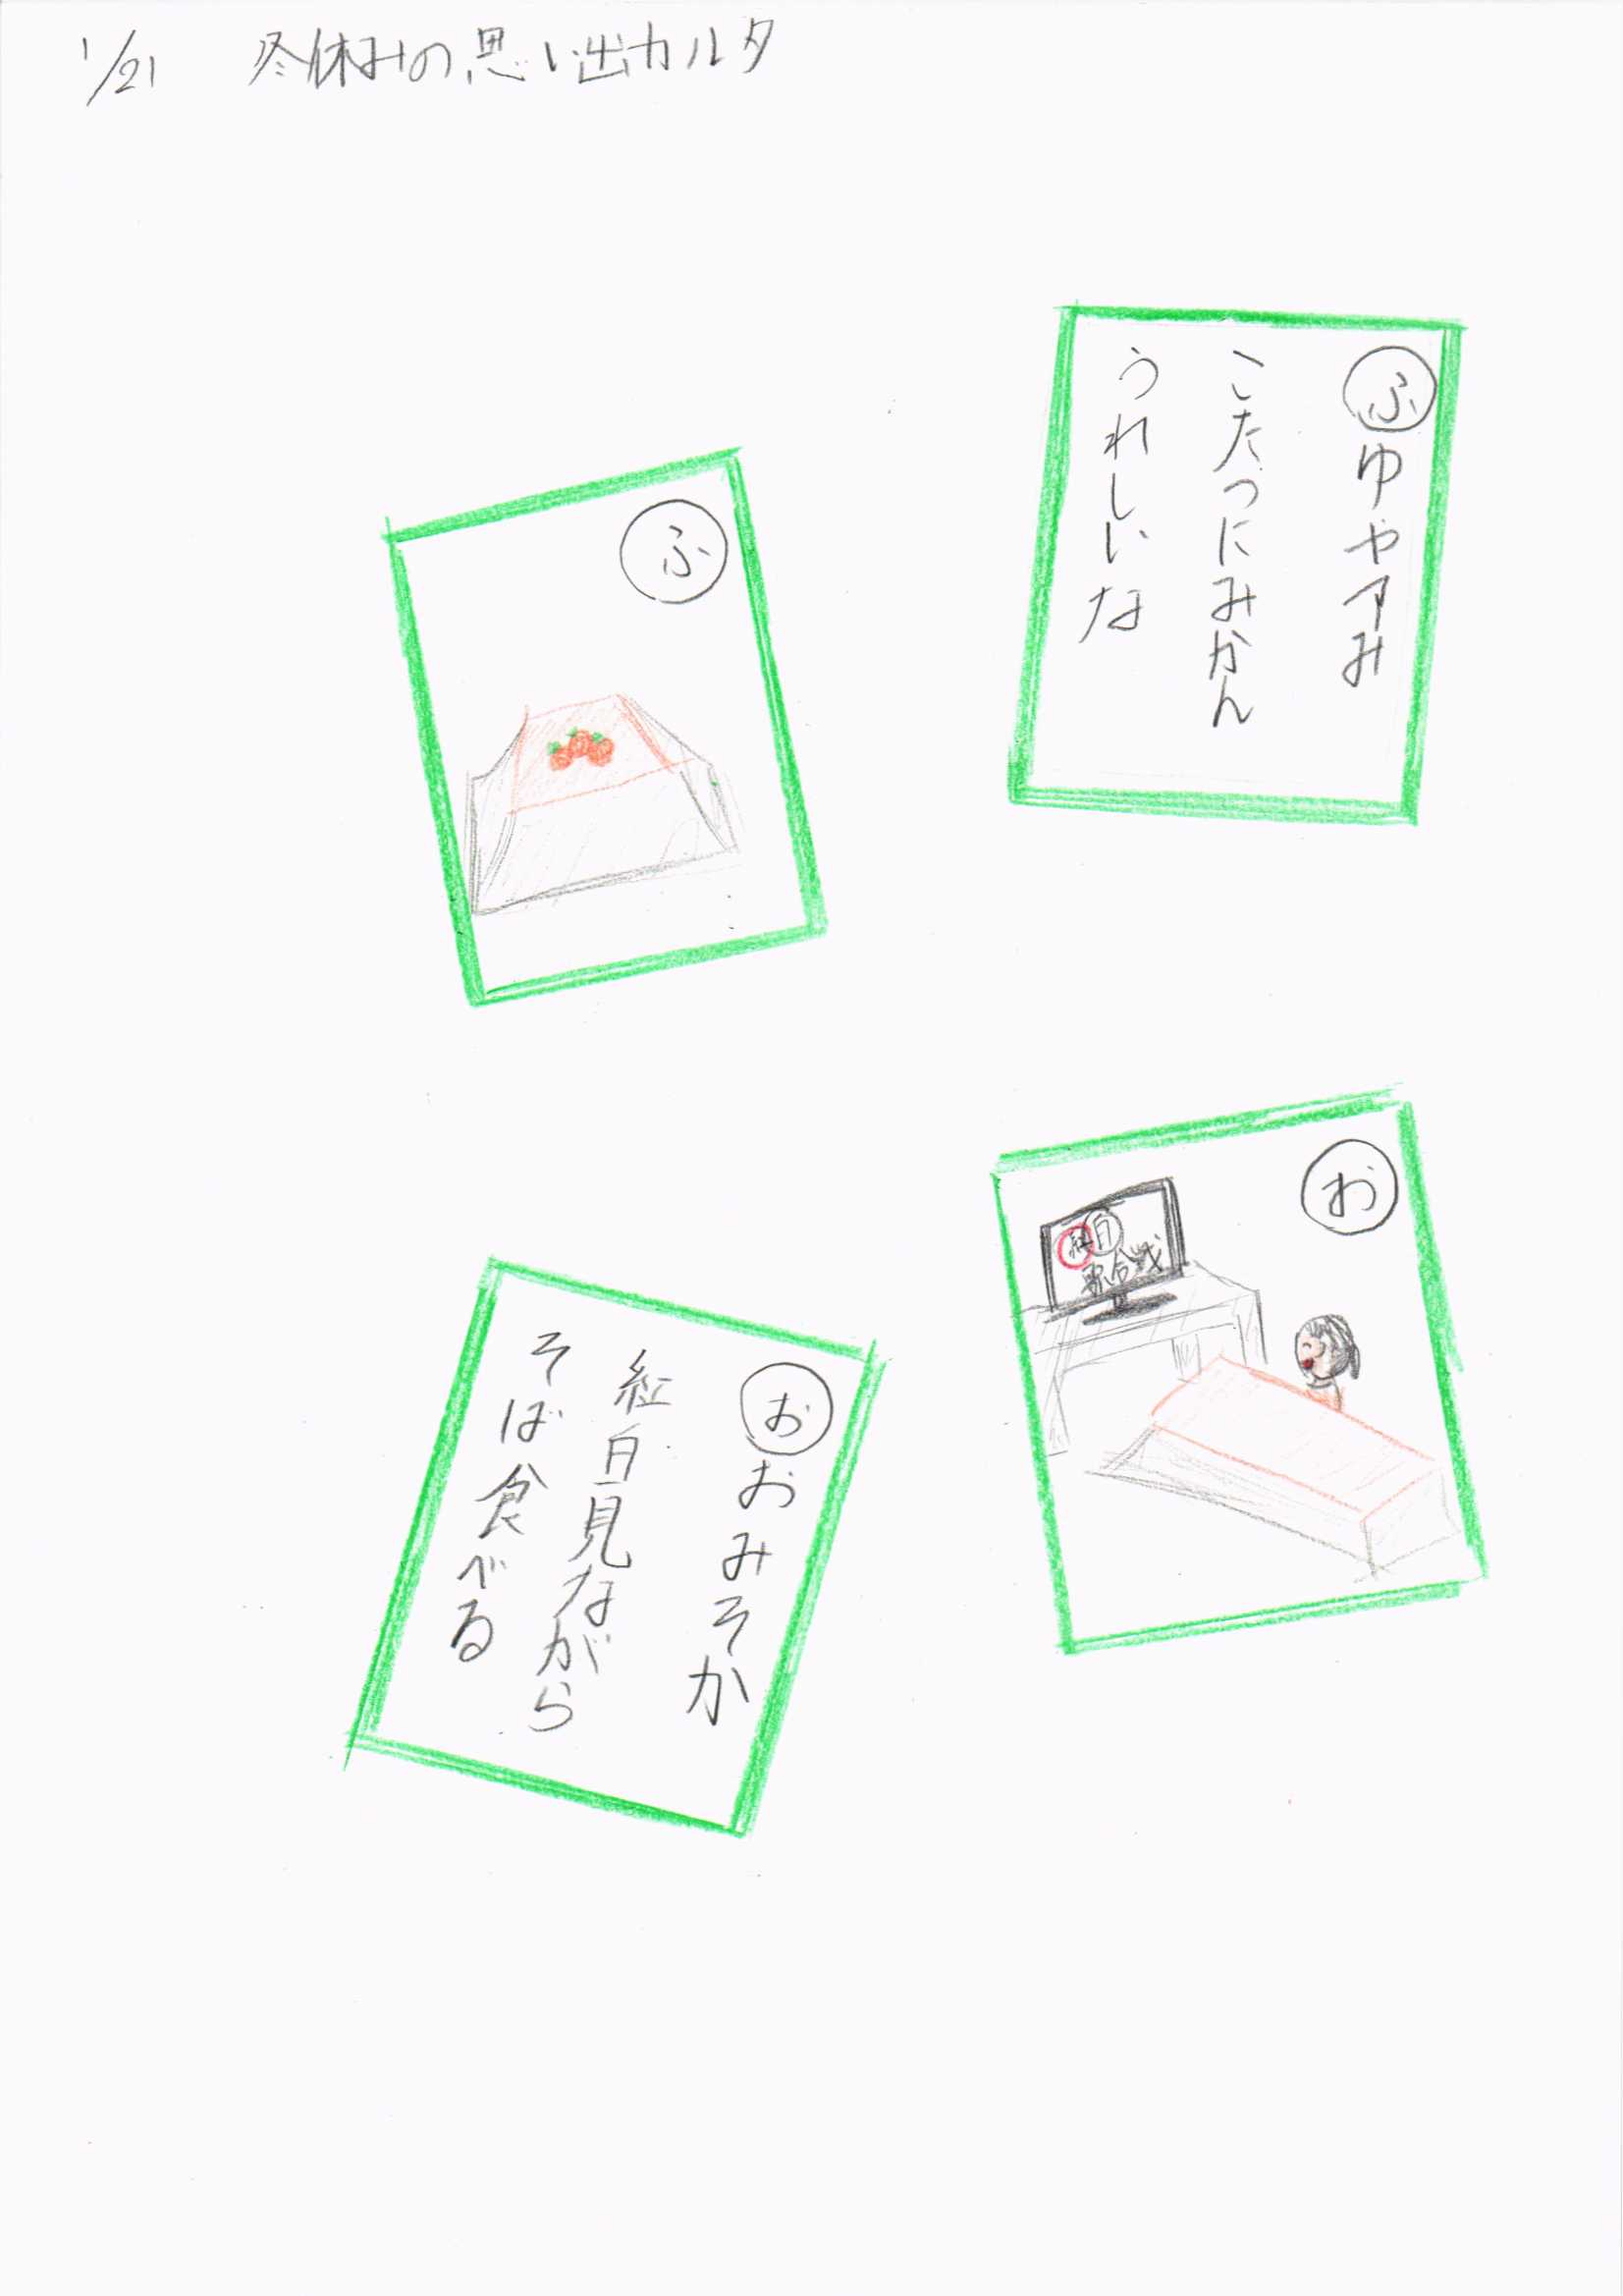 1/21 冬休みの思い出カルタ
ふゆやすみ
こたつにみかん
うれしいな
ふ
お
紅白
歌合戦
おおみそか
紅白見ながら
そば食べる